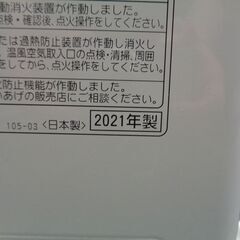 動消火装置が作動しました。
点検・確認後、点火操作をしてください。
たは過熱防止装置が作動し消火し
、温風空気取入口の点検・清掃、周囲
をしてから、点火操作をしてください。
防止機能が作動しました。
いあげの販売店にご相談ください。
105-03 <日本製> 2021年製